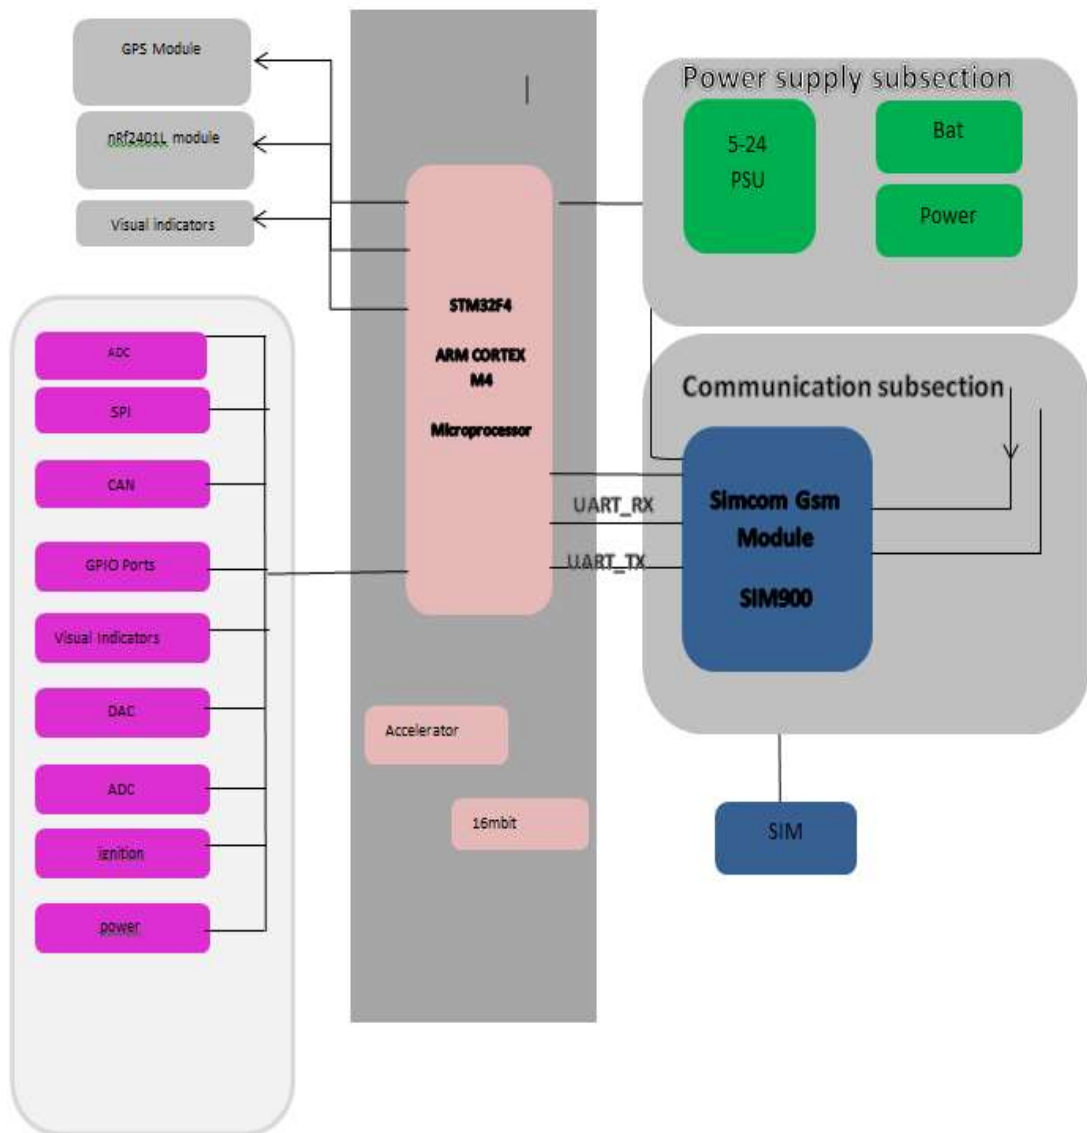 GPS Module
nRf2401L module
Visual indicators
Power supply subsection
5-24
PSU
Bat
Power
STM32F4
ARM CORTEX
M4
Microprocessor
Communication subsection
UART_RX
UART_TX
Simcom Gsm
Module
SIM900
SIM
ADC
SPI
CAN
GPIO Ports
Visual Indicators
DAC
ADC
ignition
power
Accelerator
16mbit